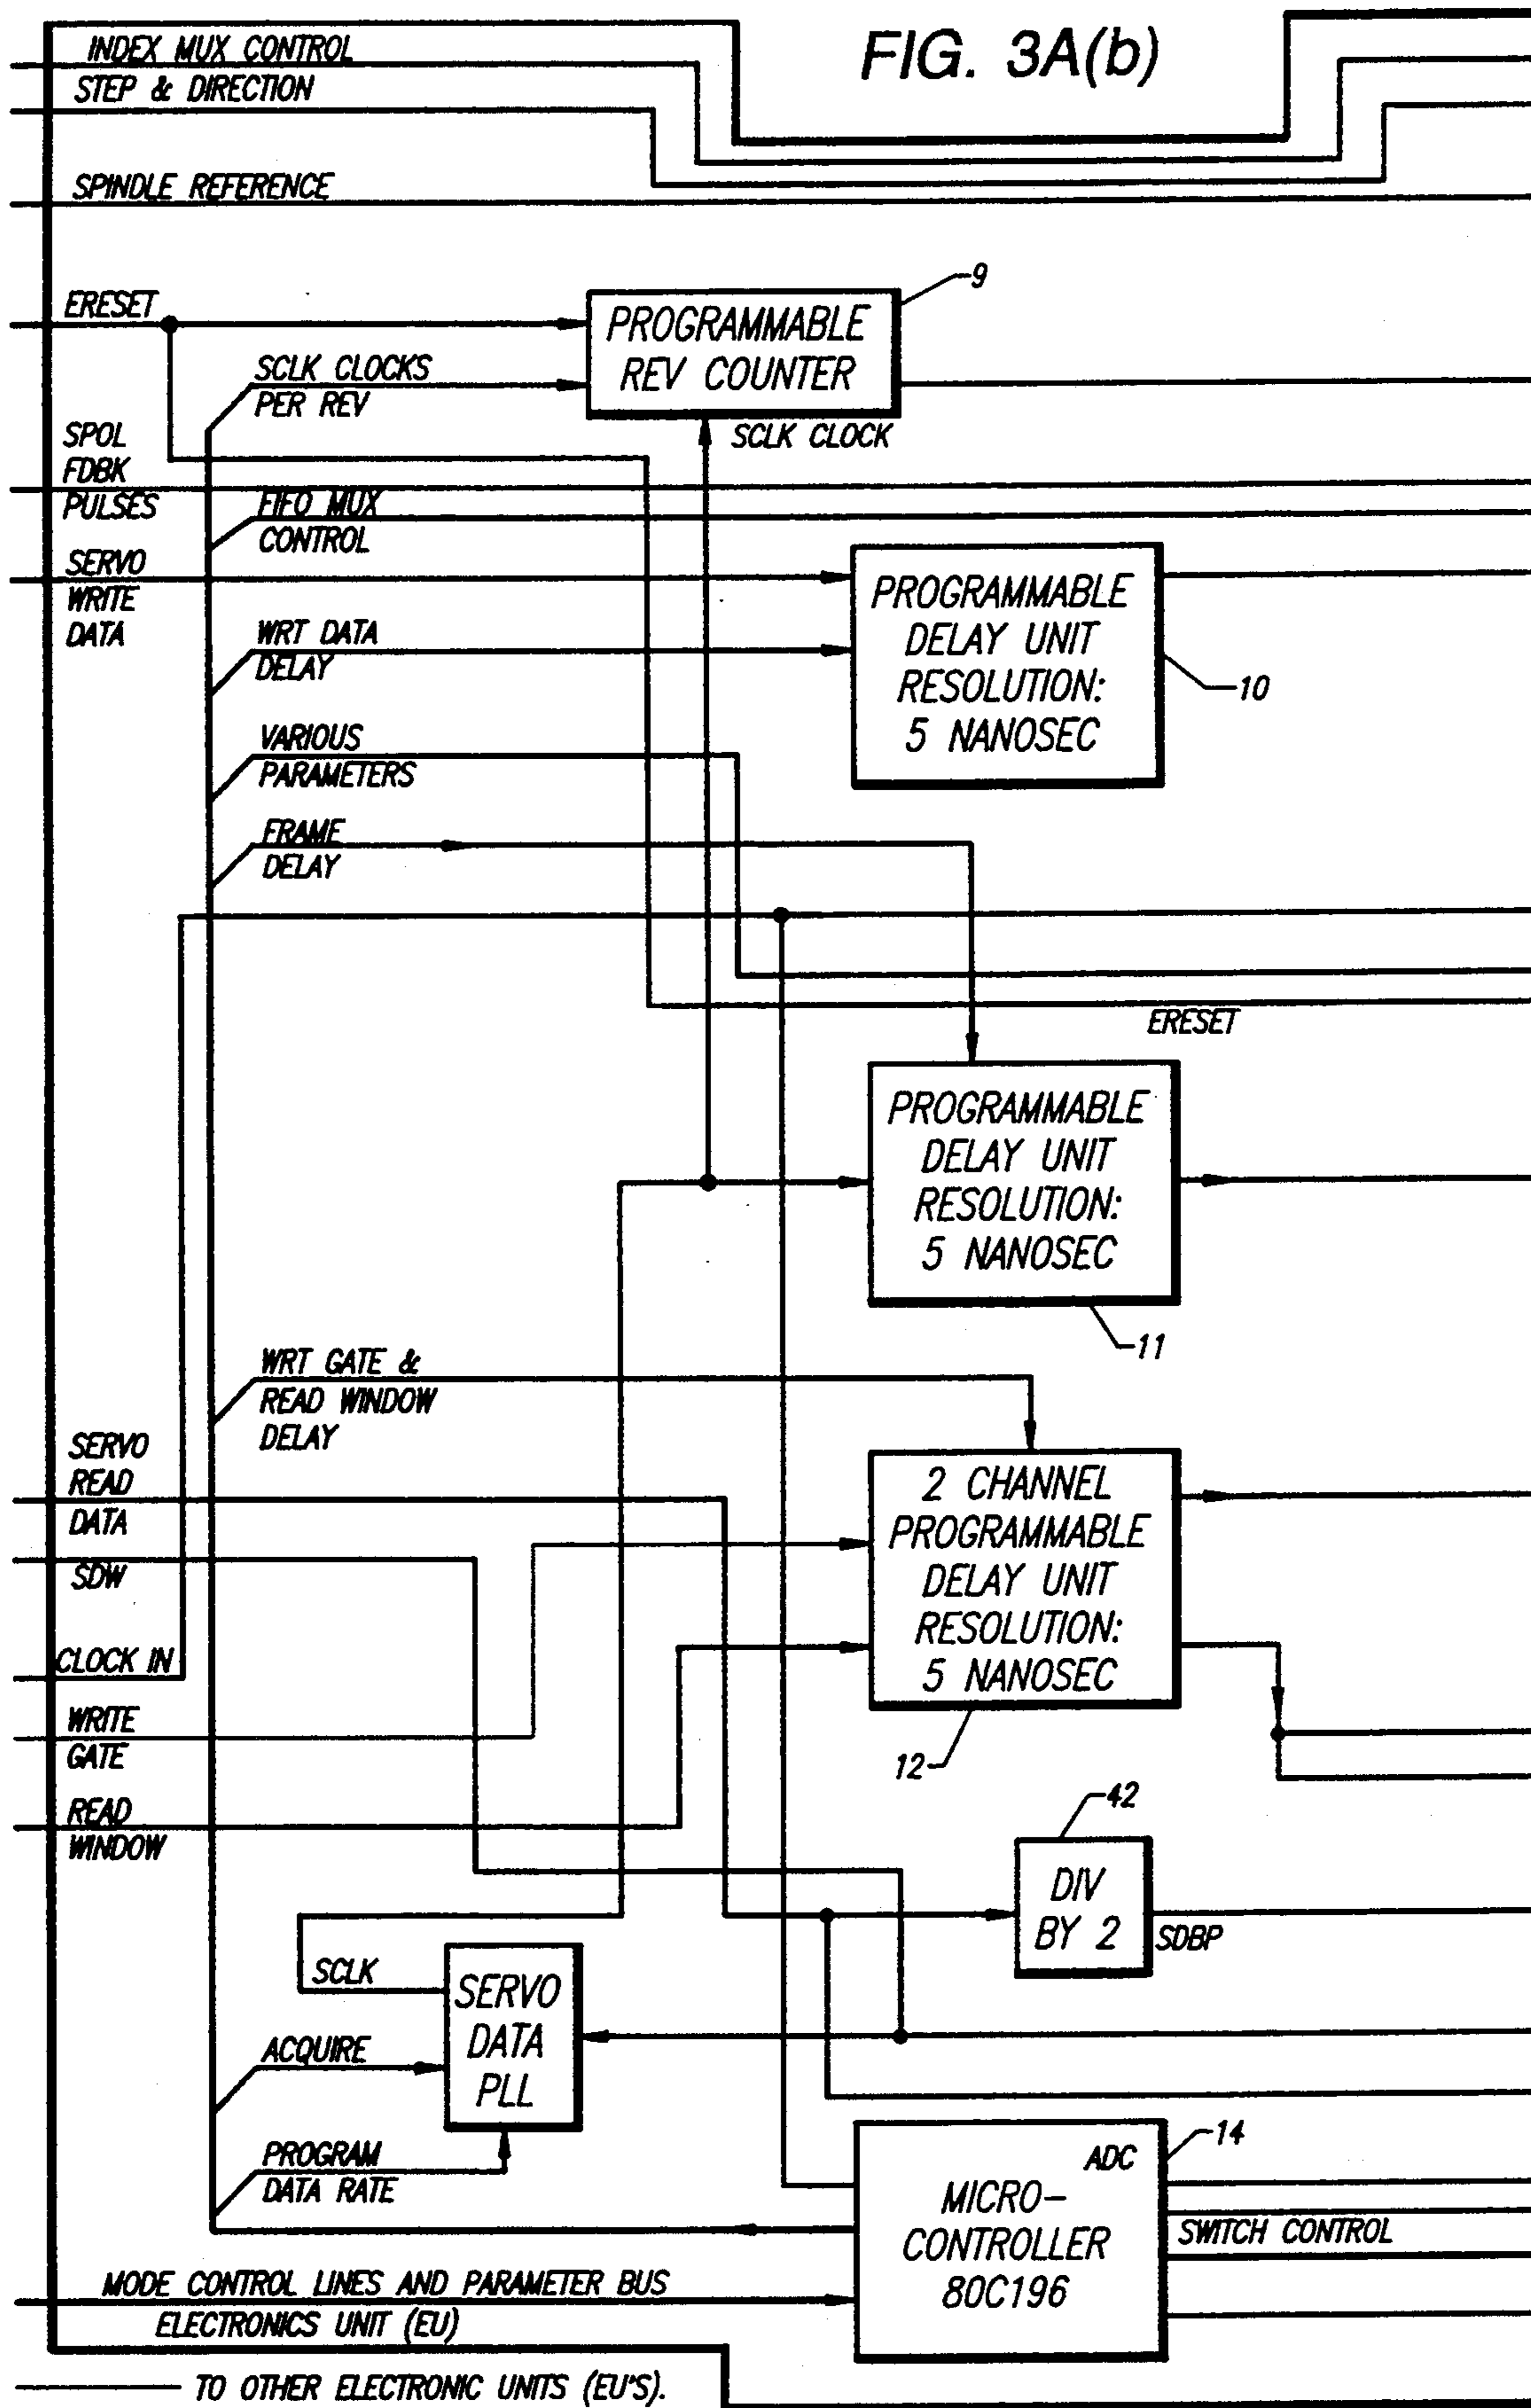 FIG. 3A(b)
INDEX MUX CONTROL
STEP & DIRECTION
SPINDLE REFERENCE
ERESET
9
PROGRAMMABLE
REV COUNTER
SCLK CLOCKS
PER REV
SCLK CLOCK
SPOL
FDBK
PULSES
FIFO MUX
CONTROL
SERVO
WRITE
DATA
PROGRAMMABLE
DELAY UNIT
RESOLUTION:
5 NANOSEC
10
WRT DATA
DELAY
VARIOUS
PARAMETERS
FRAME
DELAY
ERESET
PROGRAMMABLE
DELAY UNIT
RESOLUTION:
5 NANOSEC
11
WRT GATE &
READ WINDOW
DELAY
SERVO
READ
DATA
SDW
2 CHANNEL
PROGRAMMABLE
DELAY UNIT
RESOLUTION:
5 NANOSEC
12
CLOCK IN
WRITE
GATE
READ
WINDOW
42
DIV
BY 2
SDBP
SCLK
SERVO
DATA
PLL
ACQUIRE
PROGRAM
DATA RATE
14
ADC
MICRO-
CONTROLLER
80C196
SWITCH CONTROL
MODE CONTROL LINES AND PARAMETER BUS
ELECTRONICS UNIT (EU)
TO OTHER ELECTRONIC UNITS (EU'S).